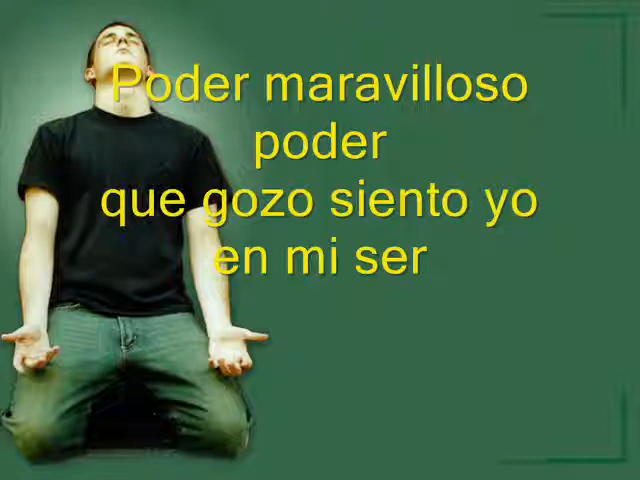 Poder maravilloso
poder
que gozo siento yo
en mi ser